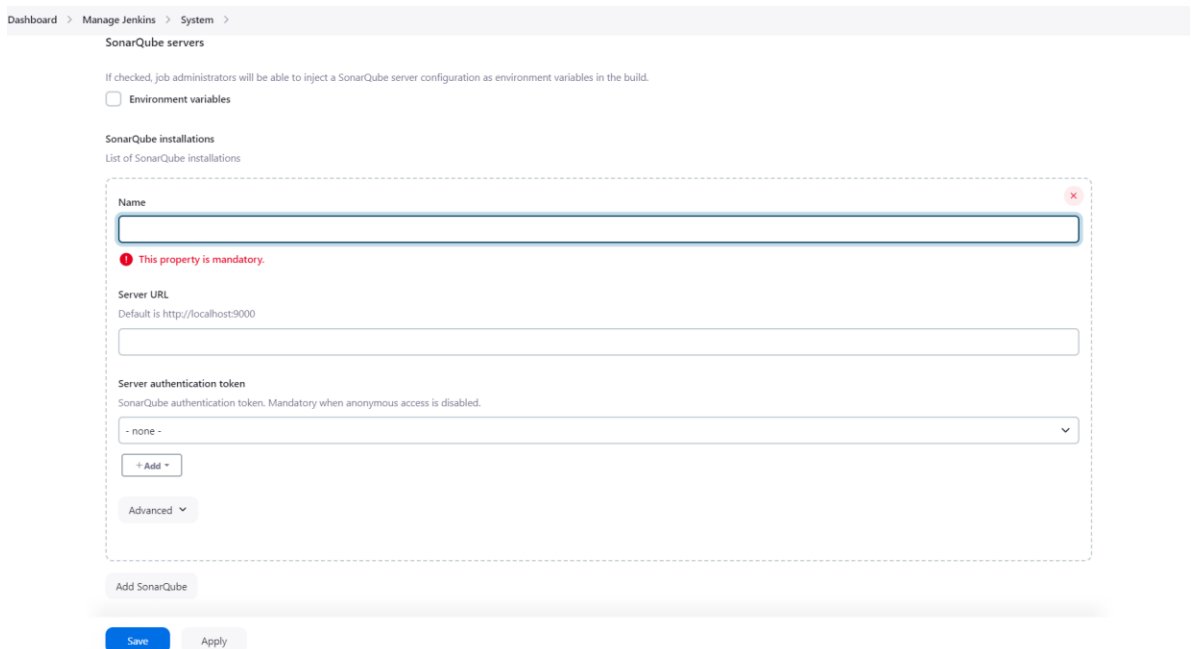 Dashboard > Manage Jenkins > System >
SonarQube servers
If checked, job administrators will be able to inject a SonarQube server configuration as environment variables in the build.
Environment variables
SonarQube installations
List of SonarQube installations
Name
This property is mandatory.
Server URL
Default is http://localhost:9000
Server authentication token
SonarQube authentication token. Mandatory when anonymous access is disabled.
- none -
+ Add
Advanced
Add SonarQube
Save Apply